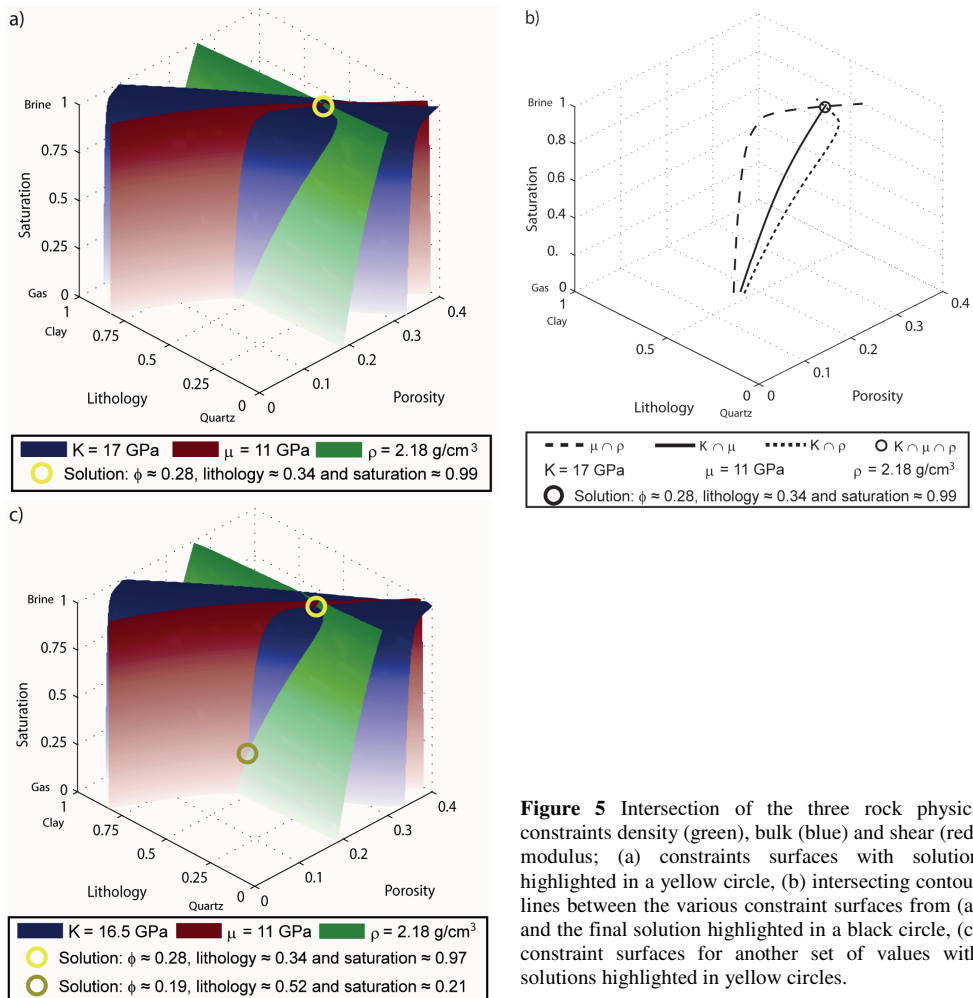 a)
Brine 1
0.75
Saturation
0.5
0.25
Gas 0
1
Clay
0.75
0.5
0.25
0
Lithology
Quartz
0
0.1
0.2
0.3
0.4
Porosity
K = 17 GPa μ = 11 GPa ρ = 2.18 g/cm³
Solution: ϕ ≈ 0.28, lithology ≈ 0.34 and saturation ≈ 0.99
b)
Brine 1
0.8
Saturation
0.6
0.4
0.
Gas 0
1
Clay
0.5
0
Lithology
Quartz
0
0.1
0.2
0.3
0.4
Porosity
μ ∩ ρ K ∩ μ K ∩ ρ K ∩ μ ∩ ρ
K = 17 GPa μ = 11 GPa ρ = 2.18 g/cm³
Solution: ϕ ≈ 0.28, lithology ≈ 0.34 and saturation ≈ 0.99
c)
Brine 1
0.75
Saturation
0.5
0.25
Gas 0
1
Clay
0.75
0.5
0.25
0
Lithology
Quartz
0
0.1
0.2
0.3
0.4
Porosity
K = 16.5 GPa μ = 11 GPa ρ = 2.18 g/cm³
Solution: ϕ ≈ 0.28, lithology ≈ 0.34 and saturation ≈ 0.97
Solution: ϕ ≈ 0.19, lithology ≈ 0.52 and saturation ≈ 0.21
Figure 5 Intersection of the three rock physic
constraints density (green), bulk (blue) and shear (red
modulus; (a) constraints surfaces with solution
highlighted in a yellow circle, (b) intersecting contou
lines between the various constraint surfaces from (a
and the final solution highlighted in a black circle, (c
constraint surfaces for another set of values with
solutions highlighted in yellow circles.